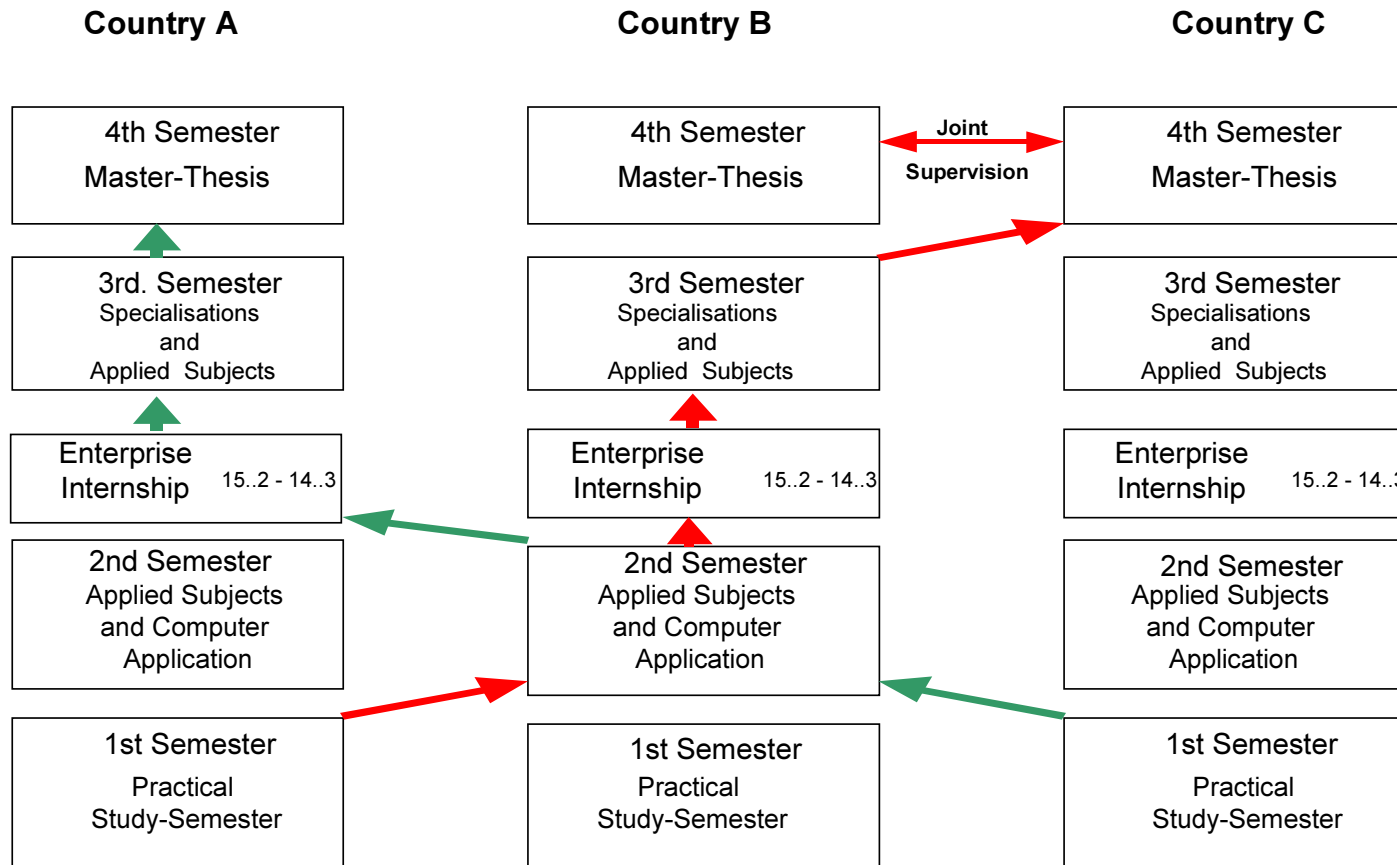 Country A
Country B
Country C
4th Semester
Master-Thesis
4th Semester
Master-Thesis
Joint
Supervision
4th Semester
Master-Thesis
3rd. Semester
Specialisations
and
Applied Subjects
3rd Semester
Specialisations
and
Applied Subjects
3rd Semester
Specialisations
and
Applied Subjects
Enterprise
Internship 15..2 - 14..3
Enterprise
Internship 15..2 - 14..3
Enterprise
Internship 15..2 - 14..3
2nd Semester
Applied Subjects
and Computer
Application
2nd Semester
Applied Subjects
and Computer
Application
2nd Semester
Applied Subjects
and Computer
Application
1st Semester
Practical
Study-Semester
1st Semester
Practical
Study-Semester
1st Semester
Practical
Study-Semester